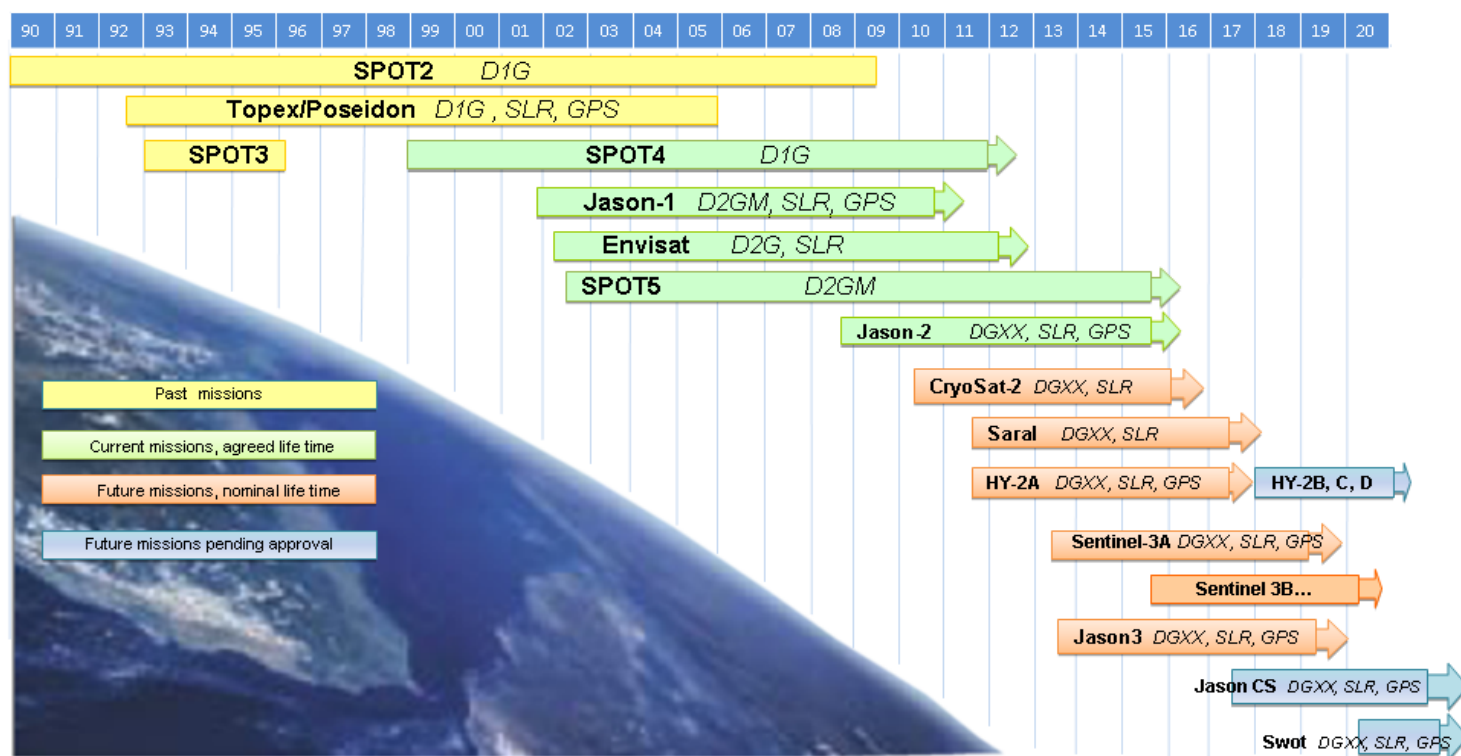 90 91 92 93 94 95 96 97 98 99 00 01 02 03 04 05 06 07 08 09 10 11 12 13 14 15 16 17 18 19 20
SPOT2 D1G
Topex/Poseidon D1G , SLR, GPS
SPOT3 SPOT4 D1G
Jason-1 D2GM, SLR, GPS
Envisat D2G, SLR
SPOT5 D2GM
Jason-2 DGXX, SLR, GPS
CryoSat-2 DGXX, SLR
Saral DGXX, SLR
HY-2A DGXX, SLR, GPS HY-2B, C, D
Sentinel-3A DGXX, SLR, GPS
Sentinel 3B...
Jason3 DGXX, SLR, GPS
Jason CS DGXX, SLR, GPS
Swot DGXX, SLR, GPS
Past missions
Current missions, agreed life time
Future missions, nominal life time
Future missions pending approval